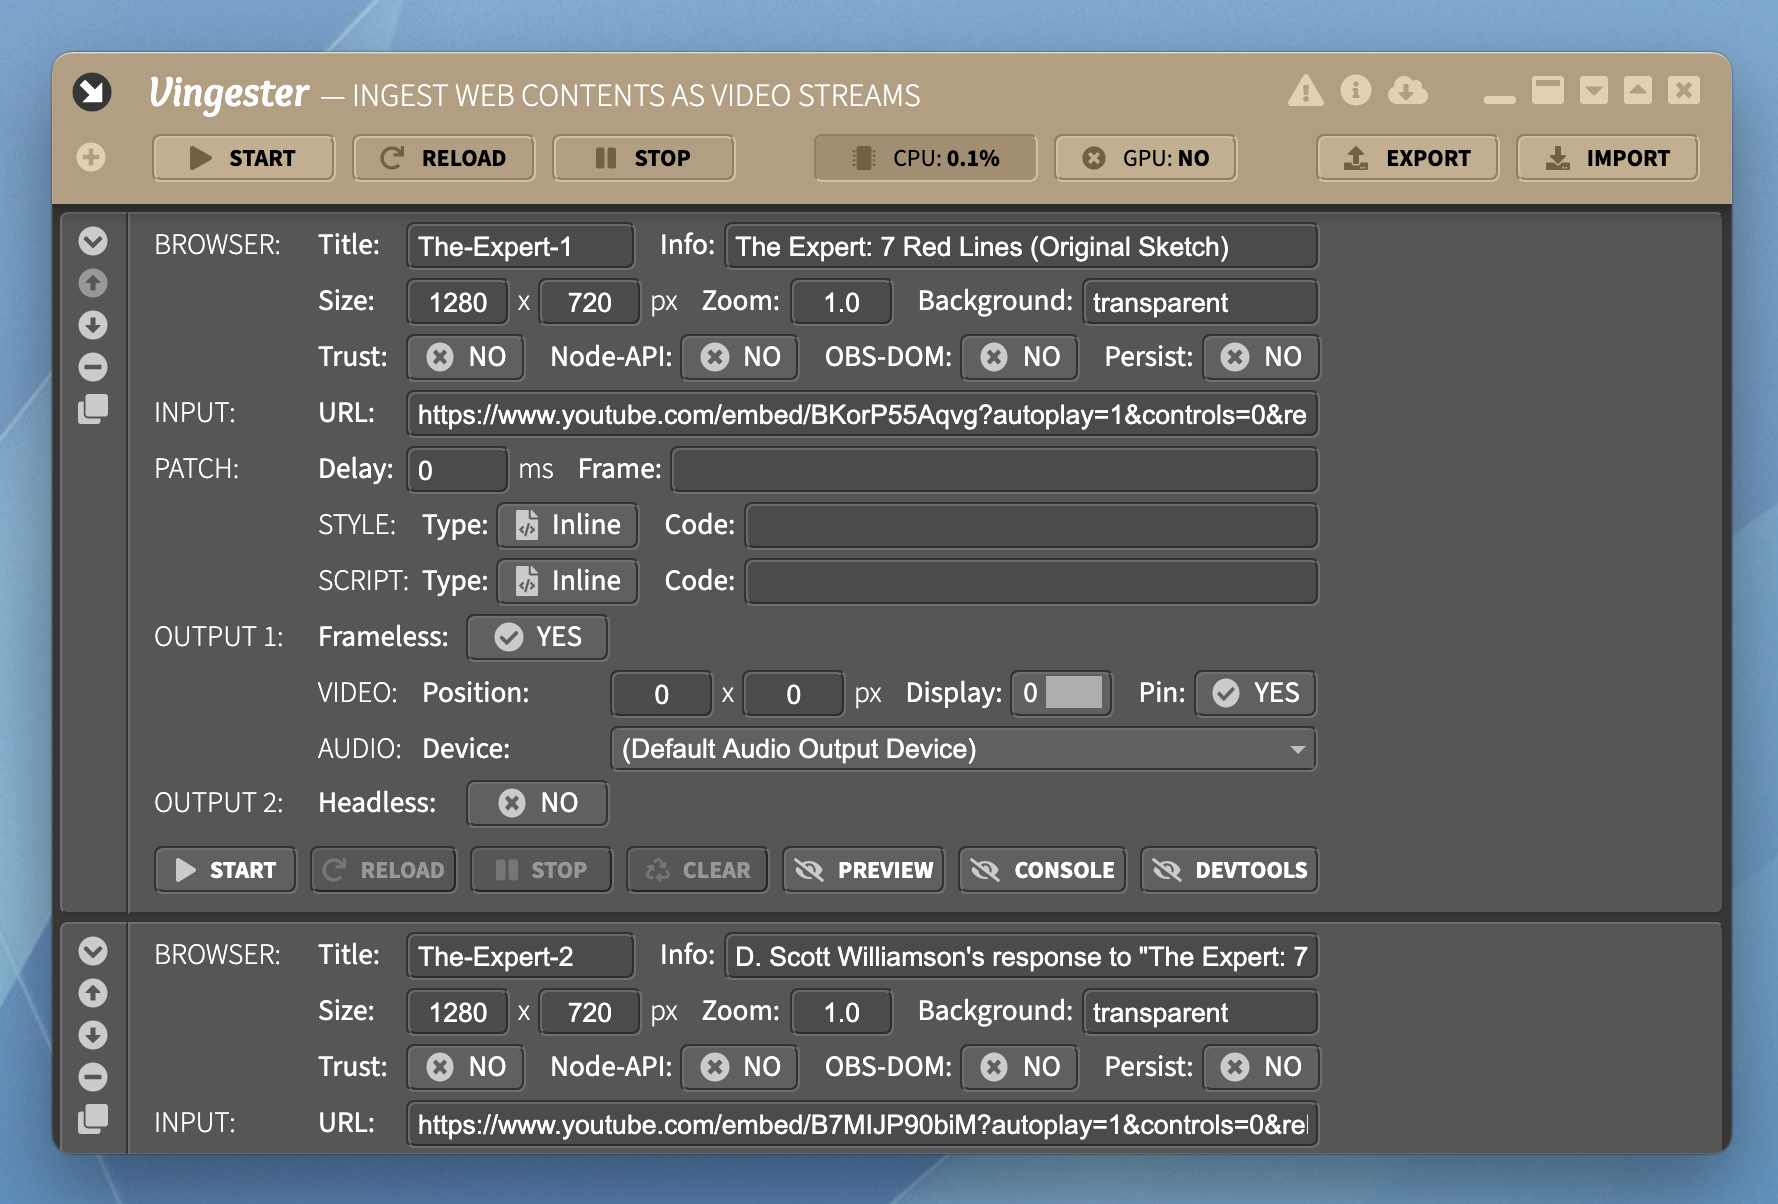 Vingester — INGEST WEB CONTENTS AS VIDEO STREAMS
START RELOAD STOP CPU: 0.1% GPU: NO EXPORT IMPORT
BROWSER: Title: The-Expert-1 Info: The Expert: 7 Red Lines (Original Sketch)
Size: 1280 x 720 px Zoom: 1.0 Background: transparent
Trust: NO Node-API: NO OBS-DOM: NO Persist: NO
INPUT: URL: https://www.youtube.com/embed/BKorP55Aqvg?autoplay=1&controls=0&re
PATCH: Delay: 0 ms Frame:
STYLE: Type: Inline Code:
SCRIPT: Type: Inline Code:
OUTPUT 1: Frameless: YES
VIDEO: Position: 0 x 0 px Display: 0 Pin: YES
AUDIO: Device: (Default Audio Output Device)
OUTPUT 2: Headless: NO
START RELOAD STOP CLEAR PREVIEW CONSOLE DEVTOOLS
BROWSER: Title: The-Expert-2 Info: D. Scott Williamson's response to "The Expert: 7
Size: 1280 x 720 px Zoom: 1.0 Background: transparent
Trust: NO Node-API: NO OBS-DOM: NO Persist: NO
INPUT: URL: https://www.youtube.com/embed/B7MIJP90biM?autoplay=1&controls=0&rel